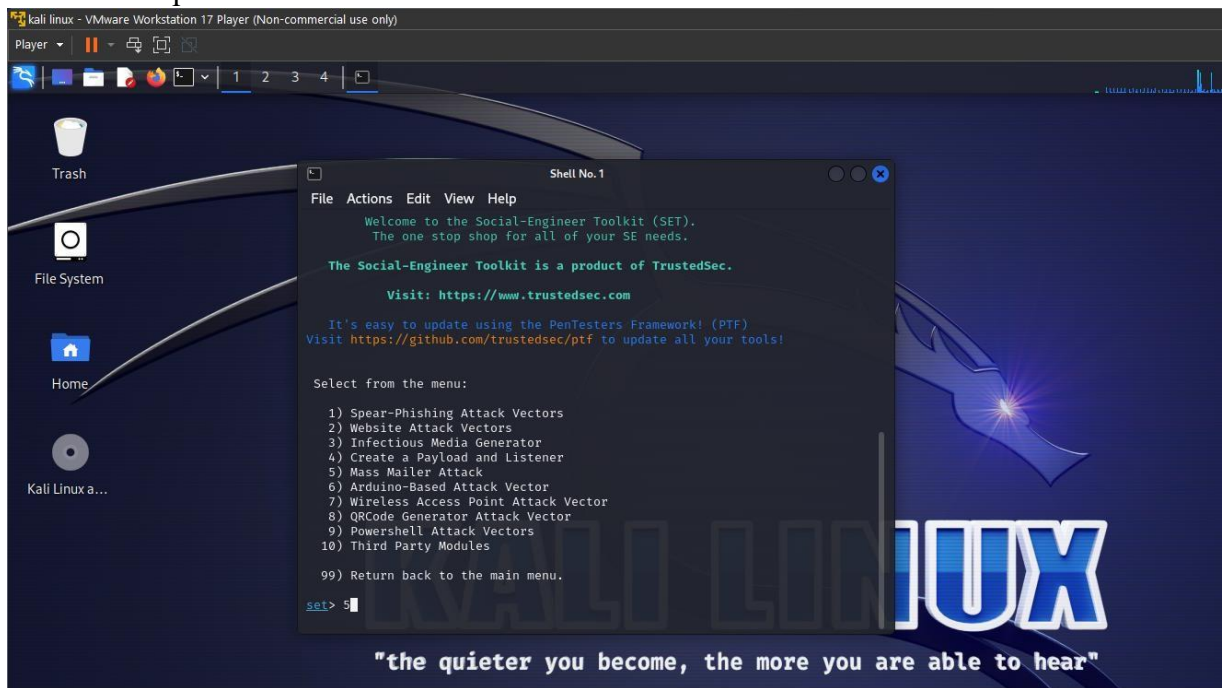 kali linux - VMware Workstation 17 Player (Non-commercial use only)
Player
1 2 3 4
Trash
File System
Home
Kali Linux a...
Shell No. 1
File Actions Edit View Help
Welcome to the Social-Engineer Toolkit (SET).
The one stop shop for all of your SE needs.
The Social-Engineer Toolkit is a product of TrustedSec.
Visit: https://www.trustedsec.com
It's easy to update using the PenTesters Framework! (PTF)
Visit https://github.com/trustedsec/ptf to update all your tools!
Select from the menu:
1) Spear-Phishing Attack Vectors
2) Website Attack Vectors
3) Infectious Media Generator
4) Create a Payload and Listener
5) Mass Mailer Attack
6) Arduino-Based Attack Vector
7) Wireless Access Point Attack Vector
8) QRCode Generator Attack Vector
9) Powershell Attack Vectors
10) Third Party Modules
99) Return back to the main menu.
set> 5
KALI LINUX
"the quieter you become, the more you are able to hear"